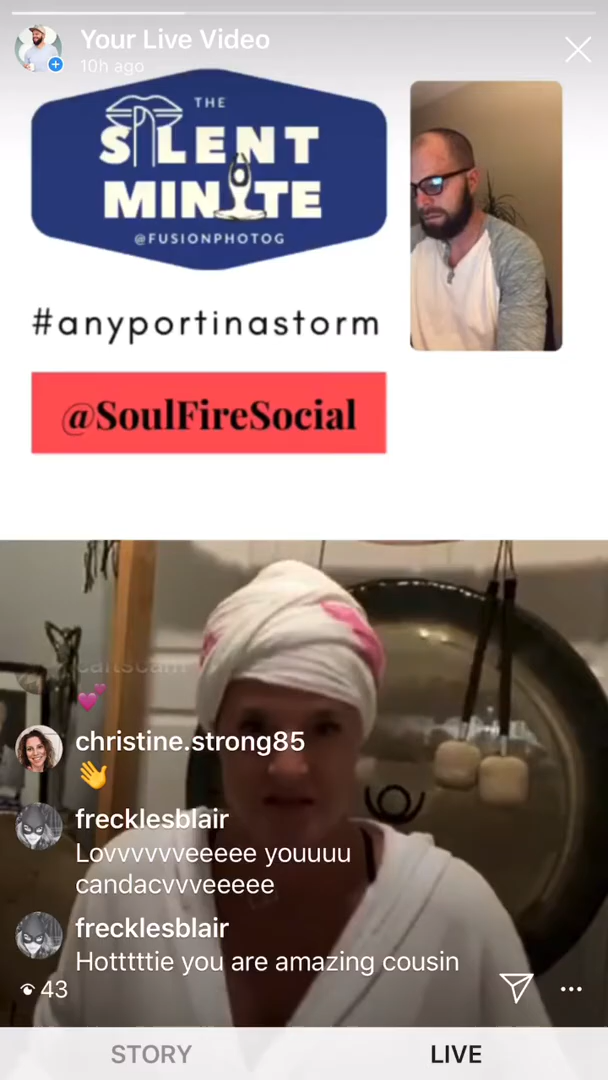 Your Live Video
10h ago
THE
SILENT
MINUTE
@FUSIONPHOTOG
#anyportinastorm
@SoulFireSocial
christine.strong85
👋
frecklesblair
Lovvvvvveeeee youuuu
candacvvveeeee
frecklesblair
Hotttttie you are amazing cousin
43
STORY
LIVE